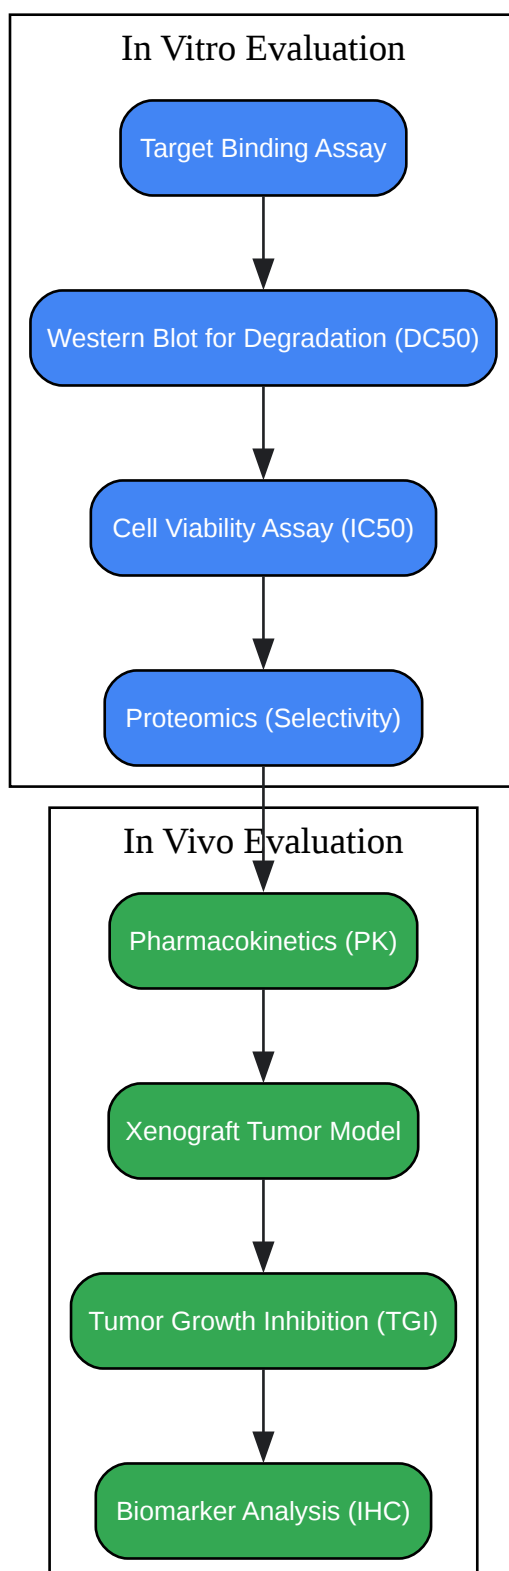 In Vitro Evaluation
Target Binding Assay
Western Blot for Degradation (DC50)
Cell Viability Assay (IC50)
Proteomics (Selectivity)
In Vivo Evaluation
Pharmacokinetics (PK)
Xenograft Tumor Model
Tumor Growth Inhibition (TGI)
Biomarker Analysis (IHC)